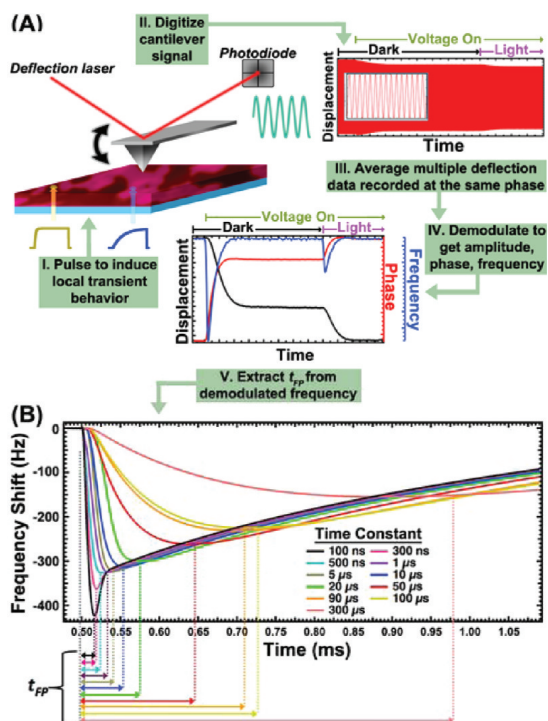 (A)
II. Digitize
cantilever
signal
Deflection laser
Photodiode
Voltage On
Dark
Light
Displacement
Time
III. Average multiple deflection
data recorded at the same phase
IV. Demodulate to
get amplitude,
phase, frequency
I. Pulse to induce
local transient
behavior
Voltage On
Dark
Light
Displacement
Phase
Frequency
Time
V. Extract tFP from
demodulated frequency
(B)
Frequency Shift (Hz)
0
-100
-200
-300
-400
Time Constant
100 ns 300 ns
500 ns 1 µs
5 µs 10 µs
20 µs 50 µs
90 µs 100 µs
300 µs
0.50 0.55 0.60 0.65 0.70 0.75 0.80 0.85 0.90 0.95 1.00 1.05
Time (ms)
tFP